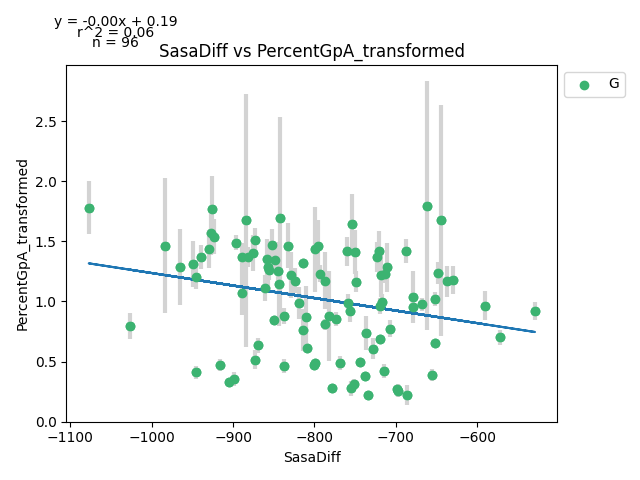 y = -0.00x + 0.19
r^2 = 0.06
n = 96
SasaDiff vs PercentGpA_transformed
G
PercentGpA_transformed
2.5
2.0
1.5
1.0
0.5
0.0
−1100 −1000 −900 −800 −700 −600
SasaDiff